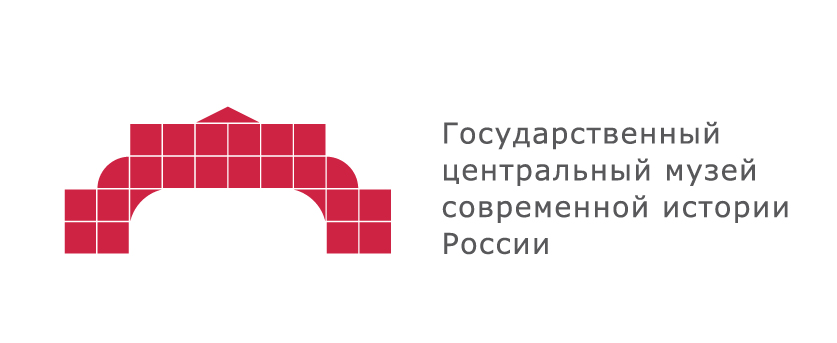 Государственный
центральный музей
современной истории
России